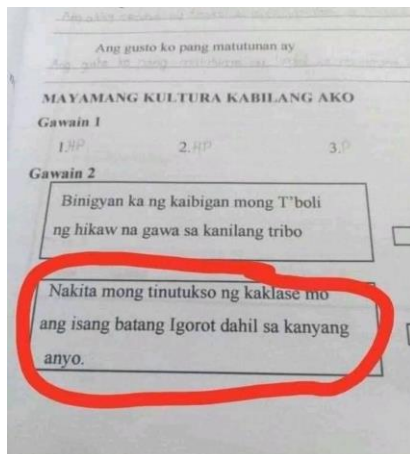 Ang gusto ko pang matutunan ay
MAYAMANG KULTURA KABILANG AKO
Gawain 1
1. HP 2. HP 3. P
Gawain 2
Binigyan ka ng kaibigan mong T'boli
ng hikaw na gawa sa kanilang tribo
Nakita mong tinutukso ng kaklase mo
ang isang batang Igorot dahil sa kanyang
anyo.